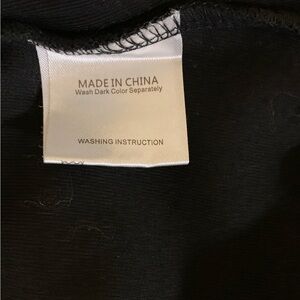 MADE IN CHINA
Wash Dark Color Separately
WASHING INSTRUCTION